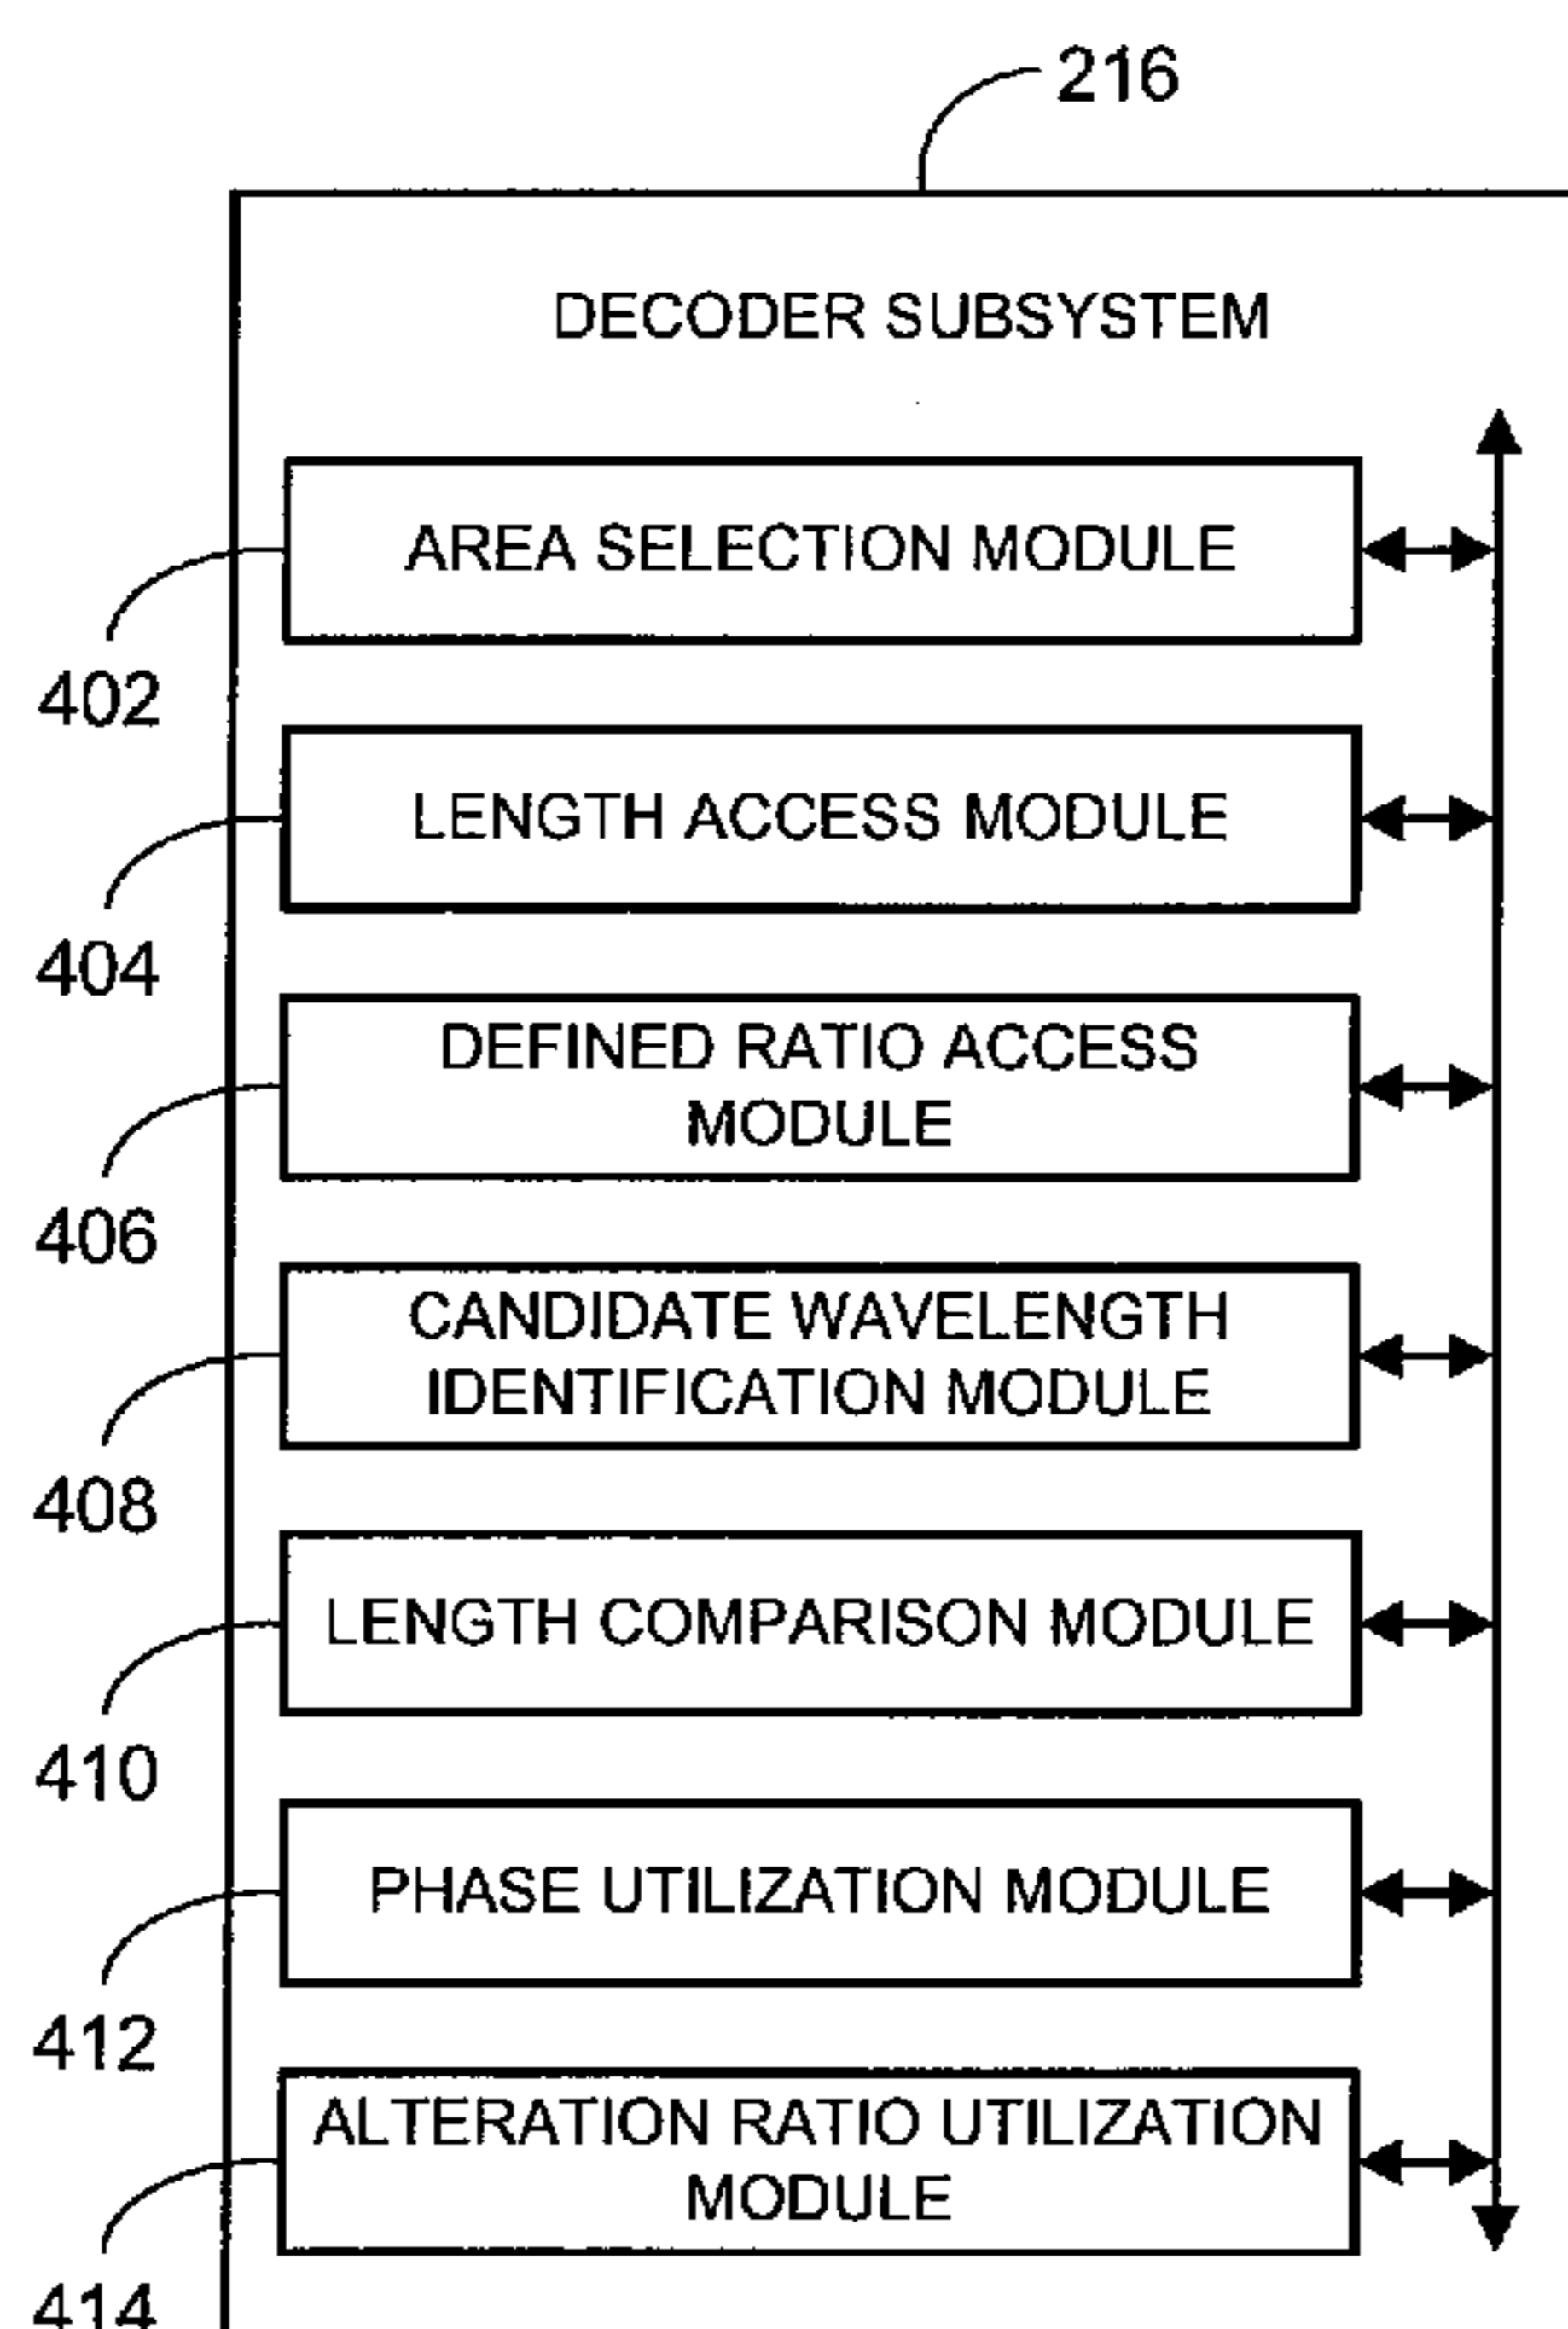 216
DECODER SUBSYSTEM
AREA SELECTION MODULE
402
LENGTH ACCESS MODULE
404
DEFINED RATIO ACCESS
MODULE
406
CANDIDATE WAVELENGTH
IDENTIFICATION MODULE
408
LENGTH COMPARISON MODULE
410
PHASE UTILIZATION MODULE
412
ALTERATION RATIO UTILIZATION
MODULE
414